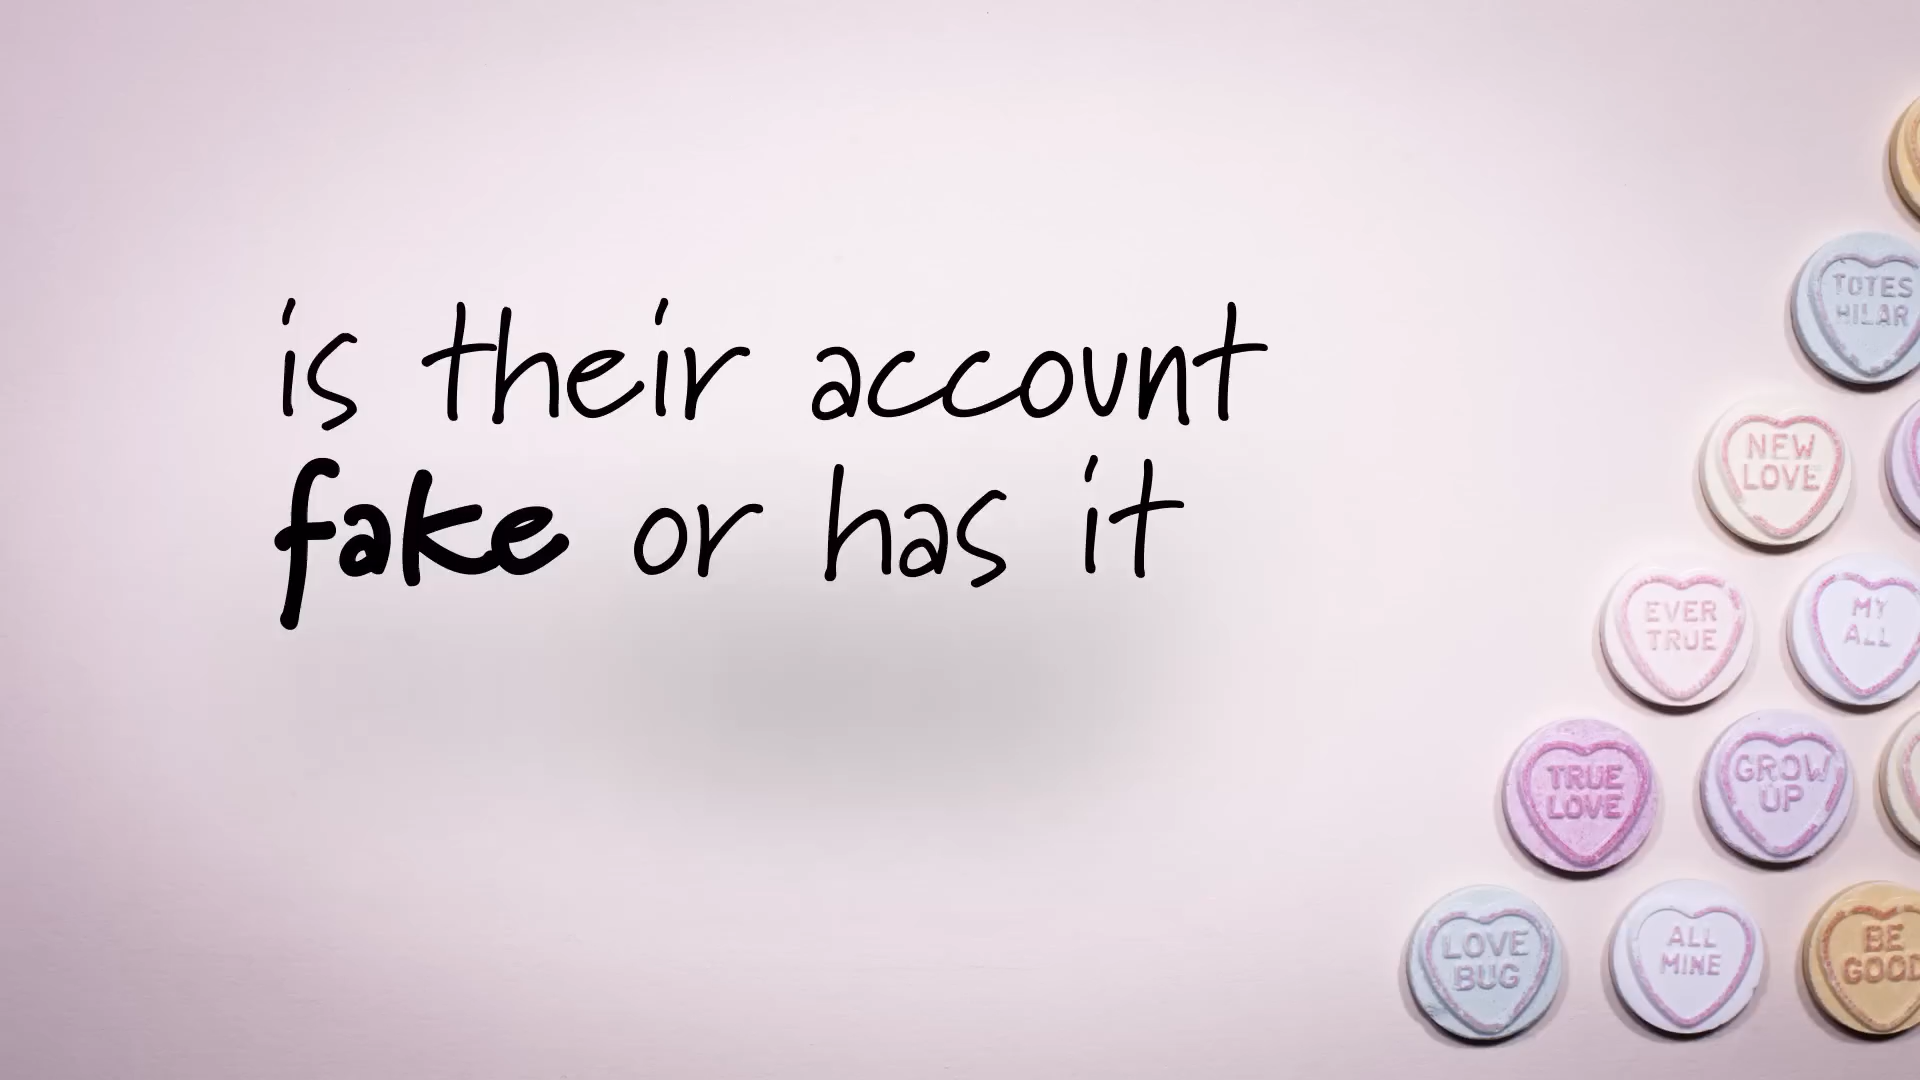 is their account
fake or has it
TOTES
HILAR
NEW
LOVE
EVER
TRUE
MY
ALL
TRUE
LOVE
GROW
UP
LOVE
BUG
ALL
MINE
BE
GOOD